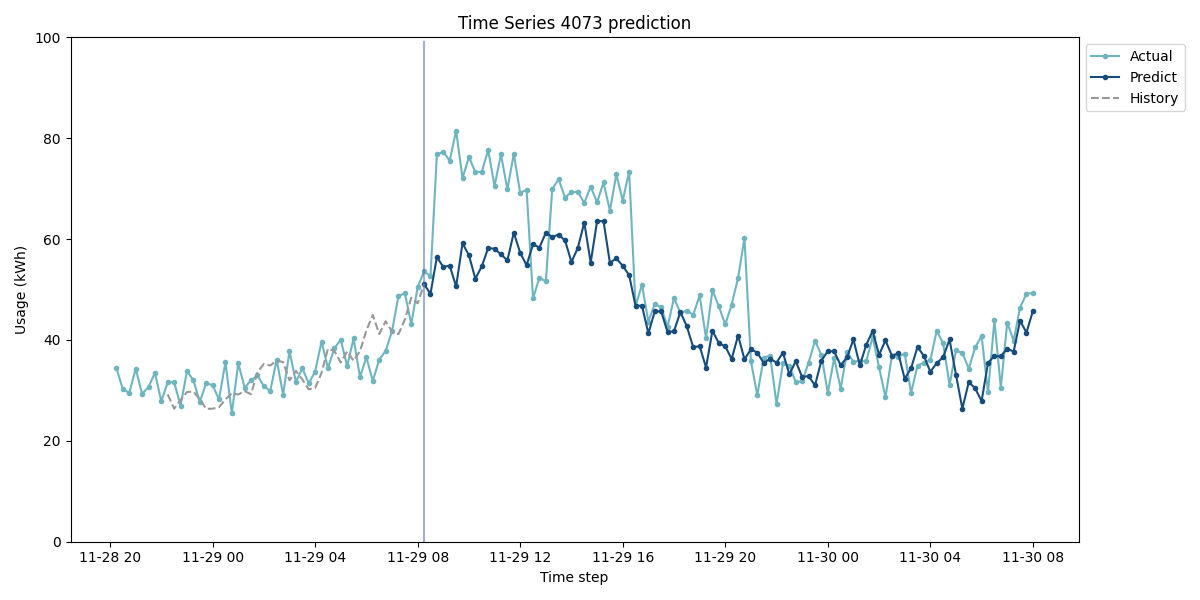 Time Series 4073 prediction
100
80
60
40
20
0
Usage (kWh)
11-28 20
11-29 00
11-29 04
11-29 08
11-29 12
11-29 16
11-29 20
11-30 00
11-30 04
11-30 08
Time step
Actual
Predict
History